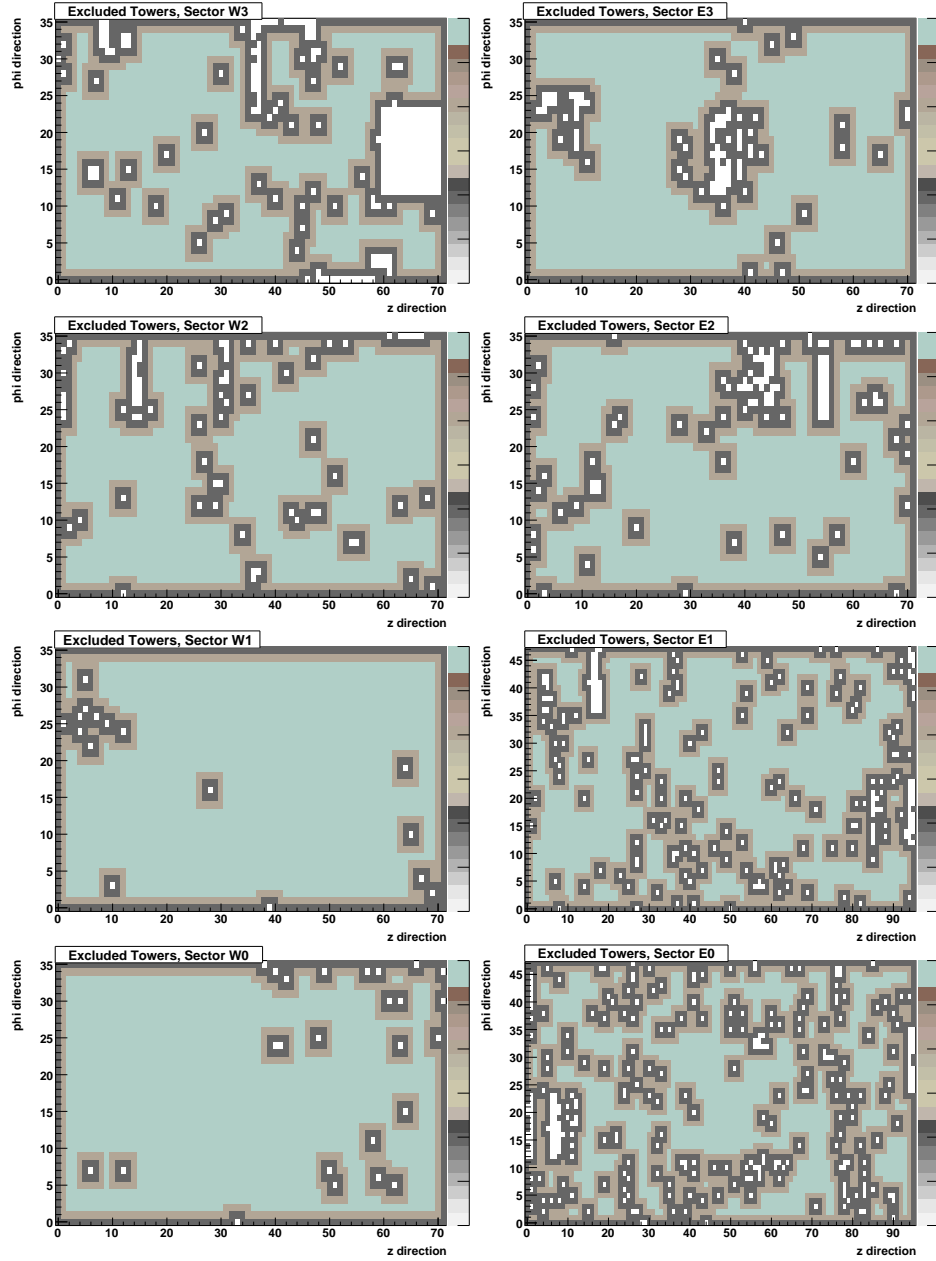 Excluded Towers, Sector W3
phi direction
35
30
25
20
15
10
5
0
0 10 20 30 40 50 60 70
z direction
Excluded Towers, Sector E3
phi direction
35
30
25
20
15
10
5
0
0 10 20 30 40 50 60 70
z direction
Excluded Towers, Sector W2
phi direction
35
30
25
20
15
10
5
0
0 10 20 30 40 50 60 70
z direction
Excluded Towers, Sector E2
phi direction
35
30
25
20
15
10
5
0
0 10 20 30 40 50 60 70
z direction
Excluded Towers, Sector W1
phi direction
35
30
25
20
15
10
5
0
0 10 20 30 40 50 60 70
z direction
Excluded Towers, Sector E1
phi direction
45
40
35
30
25
20
15
10
5
0
0 10 20 30 40 50 60 70 80 90
z direction
Excluded Towers, Sector W0
phi direction
35
30
25
20
15
10
5
0
0 10 20 30 40 50 60 70
z direction
Excluded Towers, Sector E0
phi direction
45
40
35
30
25
20
15
10
5
0
0 10 20 30 40 50 60 70 80 90
z direction